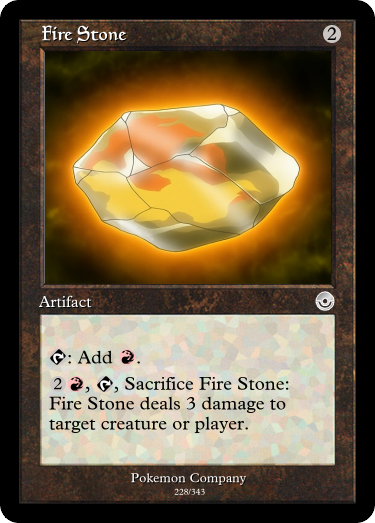 Fire Stone 2
Artifact
: Add .
2 , , Sacrifice Fire Stone:
Fire Stone deals 3 damage to
target creature or player.
Pokemon Company
228/343